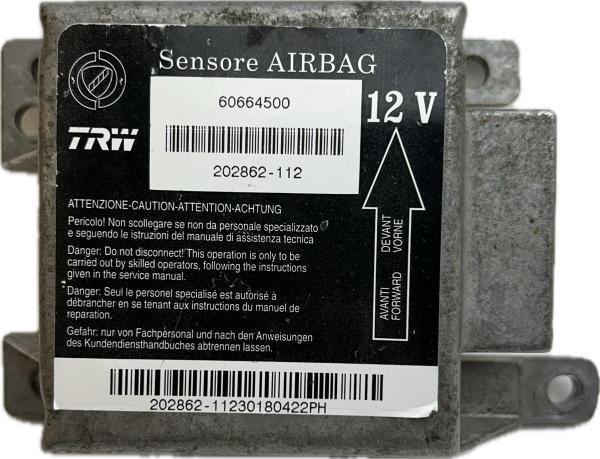 Sensore AIRBAG
60664500
12 V
TRW
202862-112
ATTENZIONE-CAUTION-ATTENTION-ACHTUNG
Pericolo! Non scollegare se non da personale specializzato
e seguendo le istruzioni del manuale di assistenza tecnica
Danger: Do not disconnect! This operation is only to be
carried out by skilled operators, following the instructions
given in the service manual.
Danger: Seul le personel spécialisé est autorisé à
débrancher en se tenant aux instructions du manuel de
reparation.
Gefahr: nur von Fachpersonal und nach den Anweisungen
des Kundendiensthandbuches abtrennen lassen.
AVANTI DEVANT
FORWARD VORNE
202862-11230180422PH